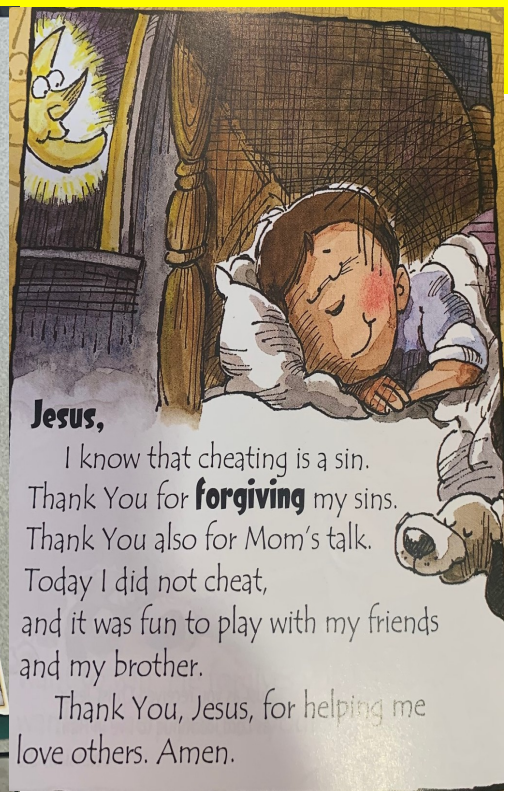 Jesus,
I know that cheating is a sin.
Thank You for forgiving my sins.
Thank You also for Mom's talk.
Today I did not cheat,
and it was fun to play with my friends
and my brother.
Thank You, Jesus, for helping me
love others. Amen.